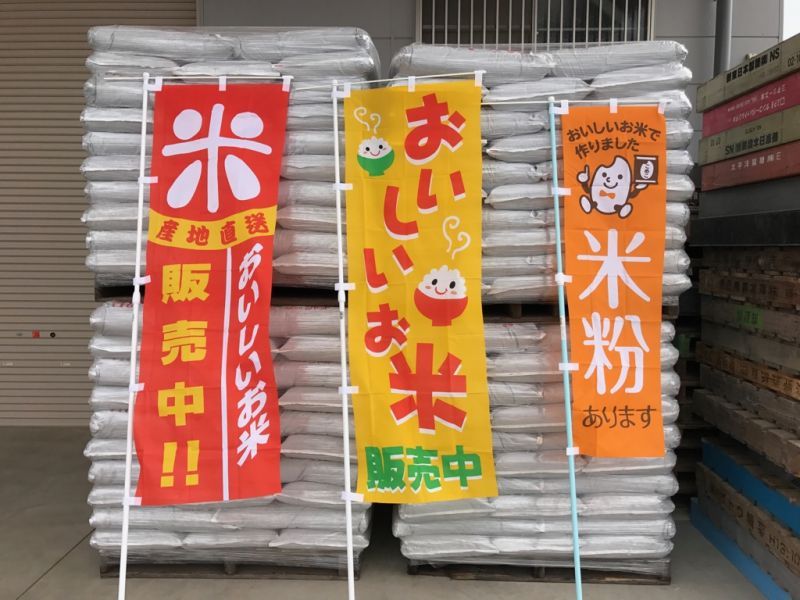 米
産地直送
販売中!!
おいしいお米
おいしいお
米
販売中
おいしいお米で
作りました
米粉
あります